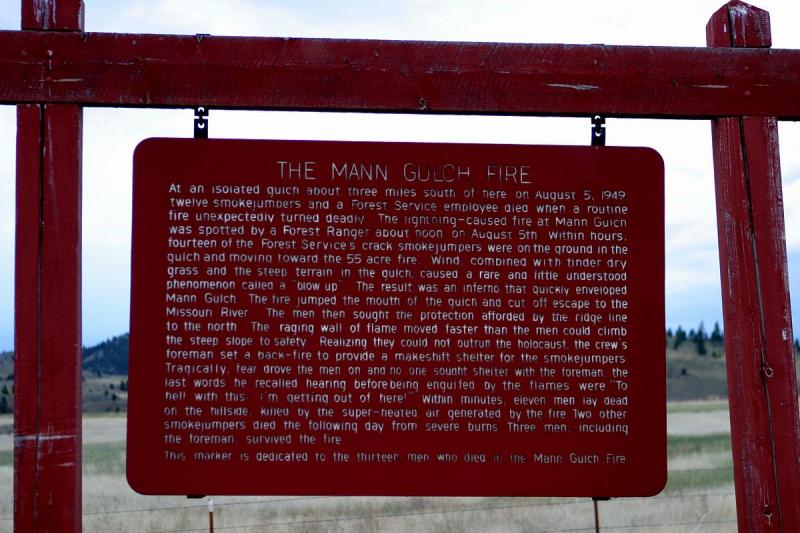 THE MANN GULCH FIRE
At an isolated gulch about three miles south of here on August 5, 1949,
twelve smokejumpers and a Forest Service employee died when a routine
fire unexpectedly turned deadly. The lightning-caused fire at Mann Gulch
was spotted by a Forest Ranger about noon on August 5th. Within hours,
fourteen of the Forest Service's crack smokejumpers were on the ground in the
gulch and moving toward the 55 acre fire. Wind, combined with tinder dry
grass and the steep terrain in the gulch, caused a rare and little understood
phenomenon called a "blow up". The result was an inferno that quickly enveloped
Mann Gulch. The fire jumped the mouth of the gulch and cut off escape to the
Missouri River. The men then sought the protection afforded by the ridge line
to the north. The raging wall of flame moved faster than the men could climb
the steep slope to safety. Realizing they could not outrun the holocaust, the crew's
foreman set a back-fire to provide a makeshift shelter for the smokejumpers.
Tragically, fear drove the men on and no one sought shelter with the foreman, the
last words he recalled hearing before being engulfed by the flames were "To
hell with this, I'm getting out of here!" Within minutes, eleven men lay dead
on the hillside, killed by the super-heated air generated by the fire. Two other
smokejumpers died the following day from severe burns. Three men, including
the foreman, survived the fire.
This marker is dedicated to the thirteen men who died in the Mann Gulch Fire.